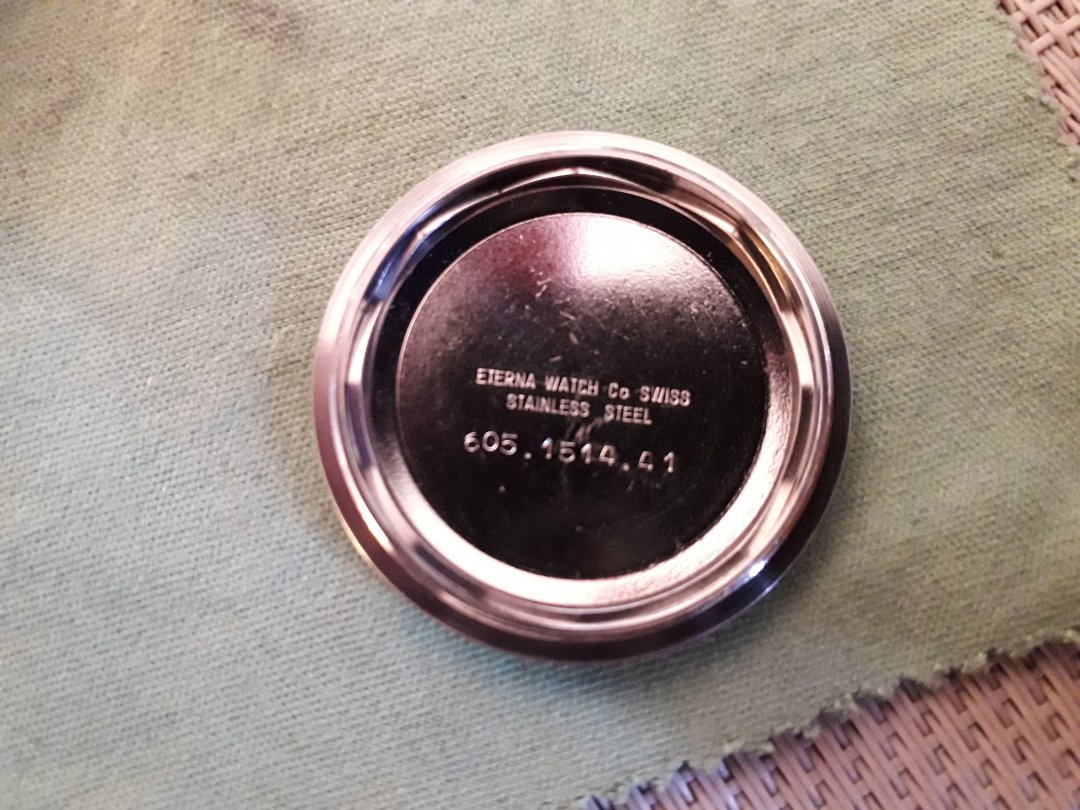 ETERNA WATCH Co SWISS
STAINLESS STEEL
605.1514.41